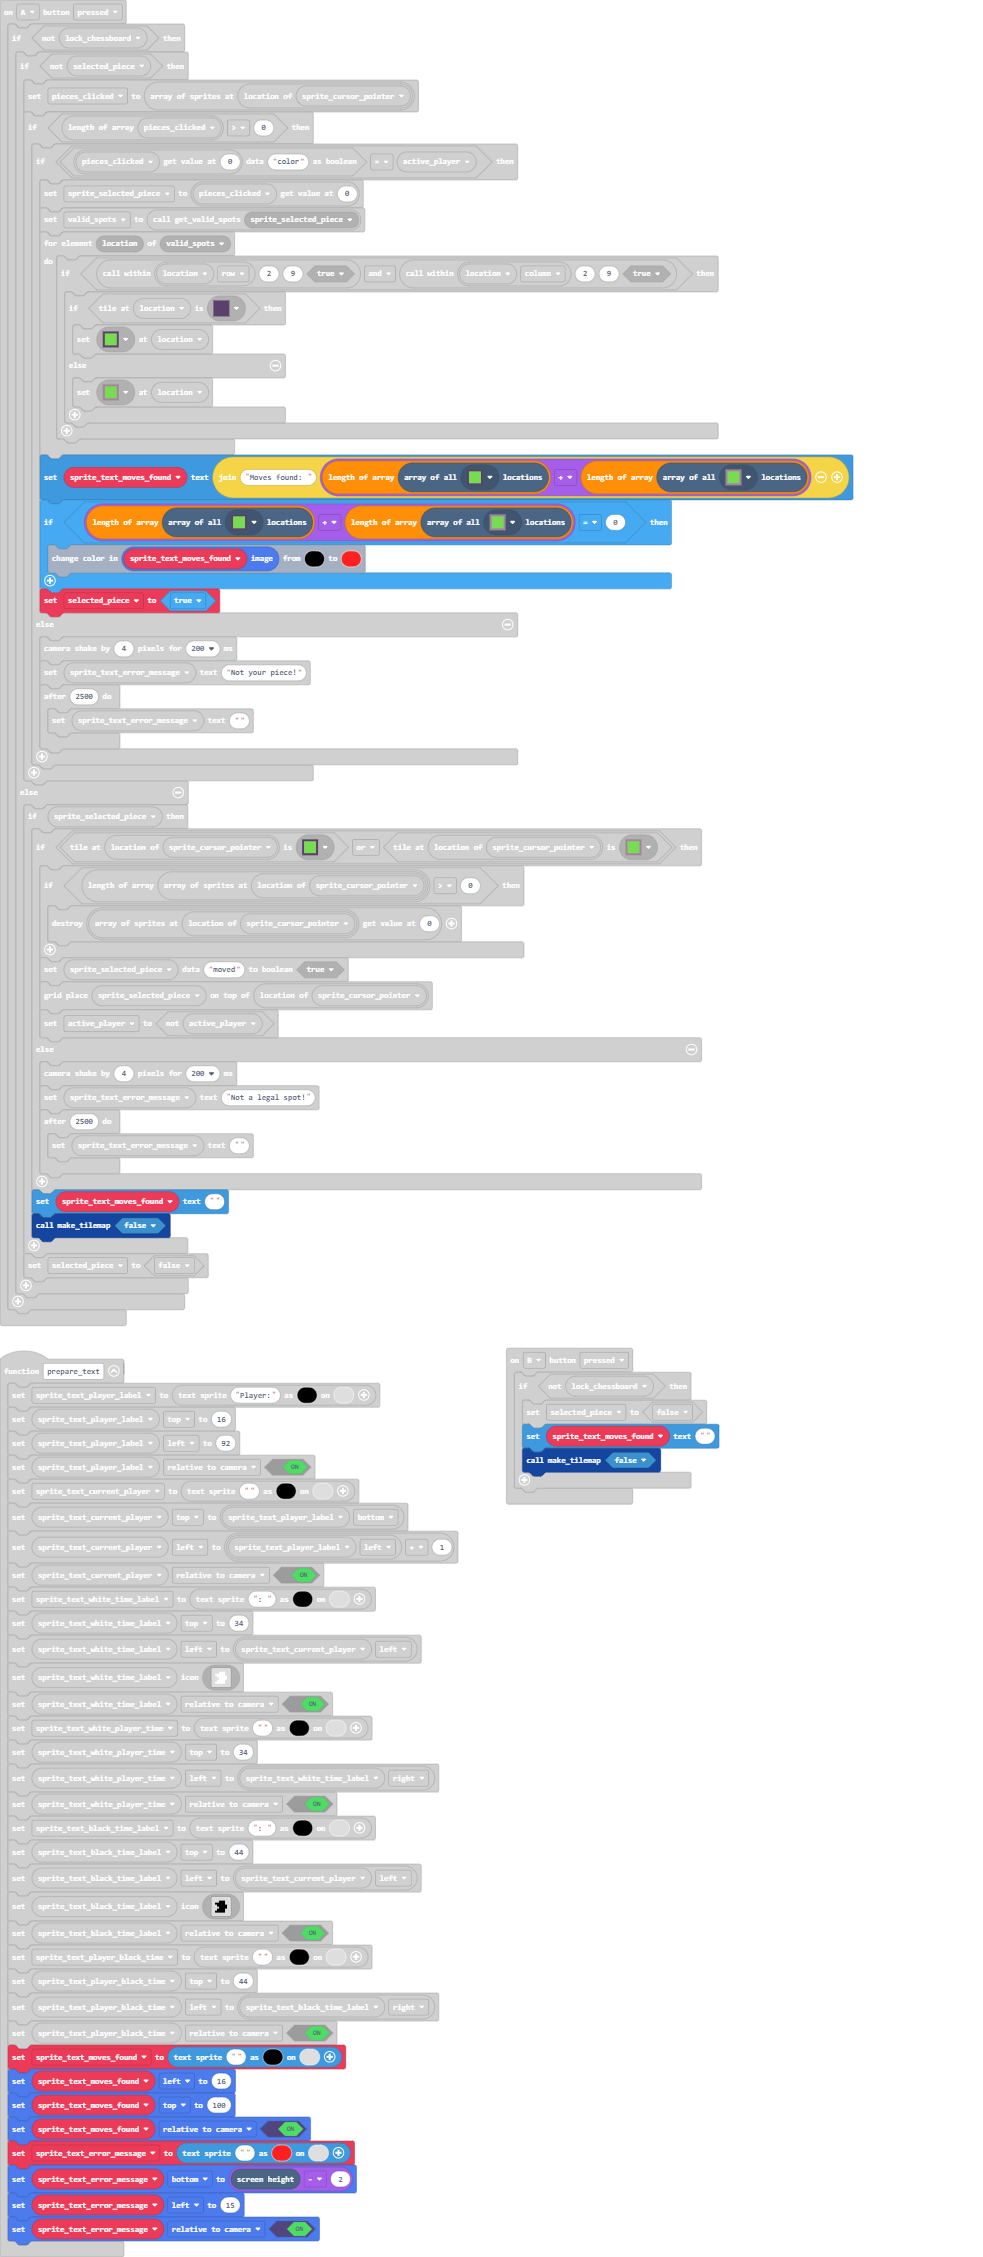 on A button pressed
if not lock_chessboard then
if not selected_piece then
set pieces_clicked to array of sprites at location of sprite_cursor_pointer
if length of array pieces_clicked > 0 then
if pieces_clicked get value at 0 data "color" as boolean = active_player then
set sprite_selected_piece to pieces_clicked get value at 0
set valid_spots to call get_valid_spots sprite_selected_piece
for element location of valid_spots
do
if call within location row 2 9 true and call within location column 2 9 true then
if tile at location is then
set at location
else
set at location
set sprite_text_moves_found text join "Moves found: " length of array array of all locations + length of array array of all locations
if length of array array of all locations + length of array array of all locations = 0 then
change color in sprite_text_moves_found image from to
set selected_piece to true
else
camera shake by 4 pixels for 200 ms
set sprite_text_error_message text "Not your piece!"
after 2500 do
set sprite_text_error_message text ""
else
if sprite_selected_piece then
if tile at location of sprite_cursor_pointer is or tile at location of sprite_cursor_pointer is then
if length of array array of sprites at location of sprite_cursor_pointer > 0 then
destroy array of sprites at location of sprite_cursor_pointer get value at 0
set sprite_selected_piece data "moved" to boolean true
grid place sprite_selected_piece on top of location of sprite_cursor_pointer
set active_player to not active_player
else
camera shake by 4 pixels for 200 ms
set sprite_text_error_message text "Not a legal spot!"
after 2500 do
set sprite_text_error_message text ""
set sprite_text_moves_found text ""
call make_tilemap false
set selected_piece to false
function prepare_text
set sprite_text_player_label to text sprite "Player:" as on
set sprite_text_player_label top to 16
set sprite_text_player_label left to 92
set sprite_text_player_label relative to camera ON
set sprite_text_current_player to text sprite "" as on
set sprite_text_current_player top to sprite_text_player_label bottom
set sprite_text_current_player left to sprite_text_player_label left + 1
set sprite_text_current_player relative to camera ON
set sprite_text_white_time_label to text sprite ": " as on
set sprite_text_white_time_label top to 34
set sprite_text_white_time_label left to sprite_text_current_player left
set sprite_text_white_time_label icon
set sprite_text_white_time_label relative to camera ON
set sprite_text_white_player_time to text sprite "" as on
set sprite_text_white_player_time top to 34
set sprite_text_white_player_time left to sprite_text_white_time_label right
set sprite_text_white_player_time relative to camera ON
set sprite_text_black_time_label to text sprite ": " as on
set sprite_text_black_time_label top to 44
set sprite_text_black_time_label left to sprite_text_current_player left
set sprite_text_black_time_label icon
set sprite_text_black_time_label relative to camera ON
set sprite_text_player_black_time to text sprite "" as on
set sprite_text_player_black_time top to 44
set sprite_text_player_black_time left to sprite_text_black_time_label right
set sprite_text_player_black_time relative to camera ON
set sprite_text_moves_found to text sprite "" as on
set sprite_text_moves_found left to 16
set sprite_text_moves_found top to 100
set sprite_text_moves_found relative to camera ON
set sprite_text_error_message to text sprite "" as on
set sprite_text_error_message bottom to screen height - 2
set sprite_text_error_message left to 15
set sprite_text_error_message relative to camera ON
on B button pressed
if not lock_chessboard then
set selected_piece to false
set sprite_text_moves_found text ""
call make_tilemap false